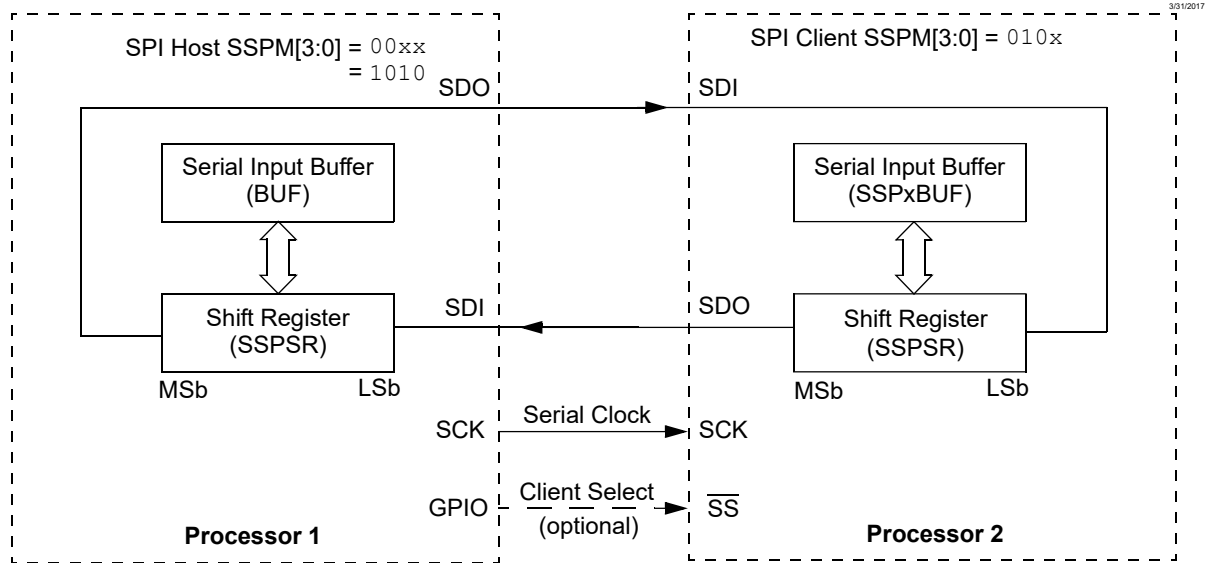 3/31/2017
SPI Host SSPM[3:0] = 00xx
= 1010
SPI Client SSPM[3:0] = 010x
SDO
SDI
Serial Input Buffer
(BUF)
Serial Input Buffer
(SSPxBUF)
SDI
SDO
Shift Register
(SSPSR)
Shift Register
(SSPSR)
MSb
LSb
MSb
LSb
SCK
Serial Clock
SCK
GPIO
Client Select
(optional)
SS
Processor 1
Processor 2